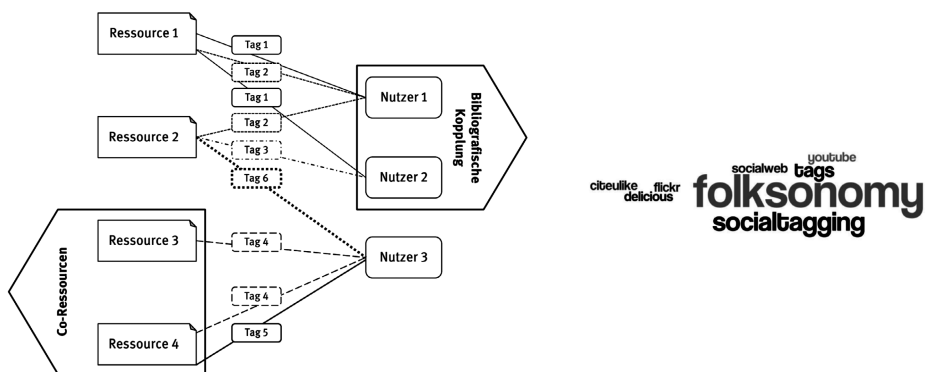 Ressource 1
Tag 1
Tag 2
Tag 1
Nutzer 1
Ressource 2
Tag 2
Tag 3
Tag 6
Nutzer 2
Bibliografische
Kopplung
Ressource 3
Tag 4
Nutzer 3
Co-Ressourcen
Tag 4
Ressource 4
Tag 5
youtube
socialweb tags
citeulike flickr
delicious
folksonomy
socialtagging